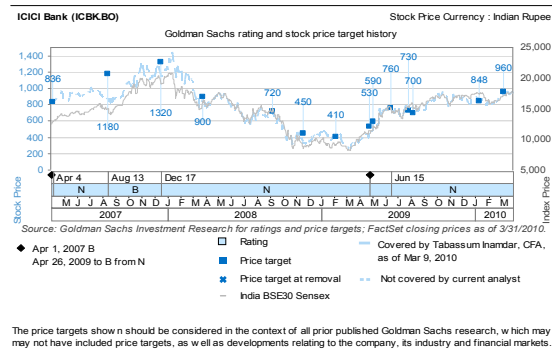 ICICI Bank (ICBK.BO) Stock Price Currency : Indian Rupee
Goldman Sachs rating and stock price target history
1,400
1,200
1,000
800
600
400
200
0
Stock Price
25,000
20,000
15,000
10,000
5,000
Index Price
836
1180
1320
900
720
450
410
530
590
760
730
700
848
960
Apr 4 Aug 13 Dec 17 Jun 15
N B N N
M J J A S O N D J F M A M J J A S O N D J F M A M J J A S O N D J F M
2007 2008 2009 2010
Source: Goldman Sachs Investment Research for ratings and price targets; FactSet closing prices as of 3/31/2010.
Apr 1, 2007 B
Apr 26, 2009 to B from N
Rating
Price target
Price target at removal
India BSE30 Sensex
Covered by Tabassum Inamdar, CFA,
as of Mar 9, 2010
Not covered by current analyst
The price targets shown should be considered in the context of all prior published Goldman Sachs research, which may
may not have included price targets, as well as developments relating to the company, its industry and financial markets.